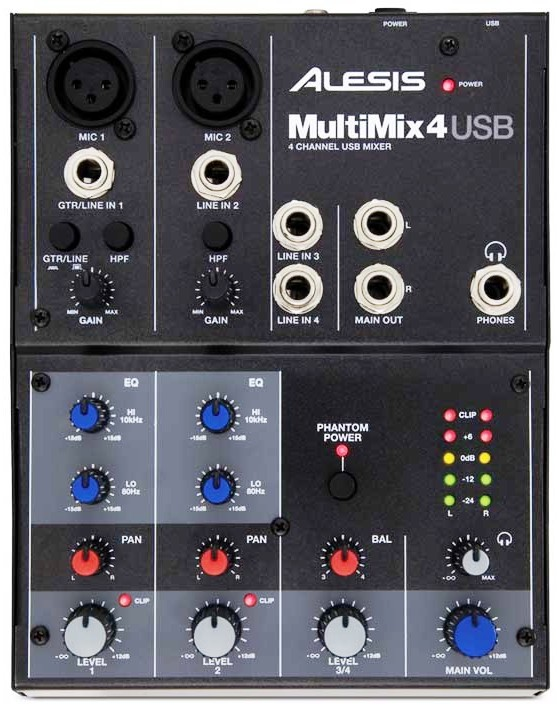 POWER
USB
ALESIS
POWER
MultiMix 4 USB
4 CHANNEL USB MIXER
MIC 1
MIC 2
GTR/LINE IN 1
LINE IN 2
GTR/LINE
HPF
HPF
MIN
MAX
GAIN
MIN
MAX
GAIN
LINE IN 3
LINE IN 4
L
R
MAIN OUT
PHONES
EQ
HI
10kHz
-15dB
+15dB
LO
80Hz
-15dB
+15dB
EQ
HI
10kHz
-15dB
+15dB
LO
80Hz
-15dB
+15dB
PHANTOM
POWER
CLIP
+6
0dB
-12
-24
L
R
PAN
L
R
PAN
L
R
BAL
3
4
-∞
MAX
CLIP
-∞
+12dB
LEVEL
1
CLIP
-∞
+12dB
LEVEL
2
-∞
+12dB
LEVEL
3/4
-∞
+12dB
MAIN VOL